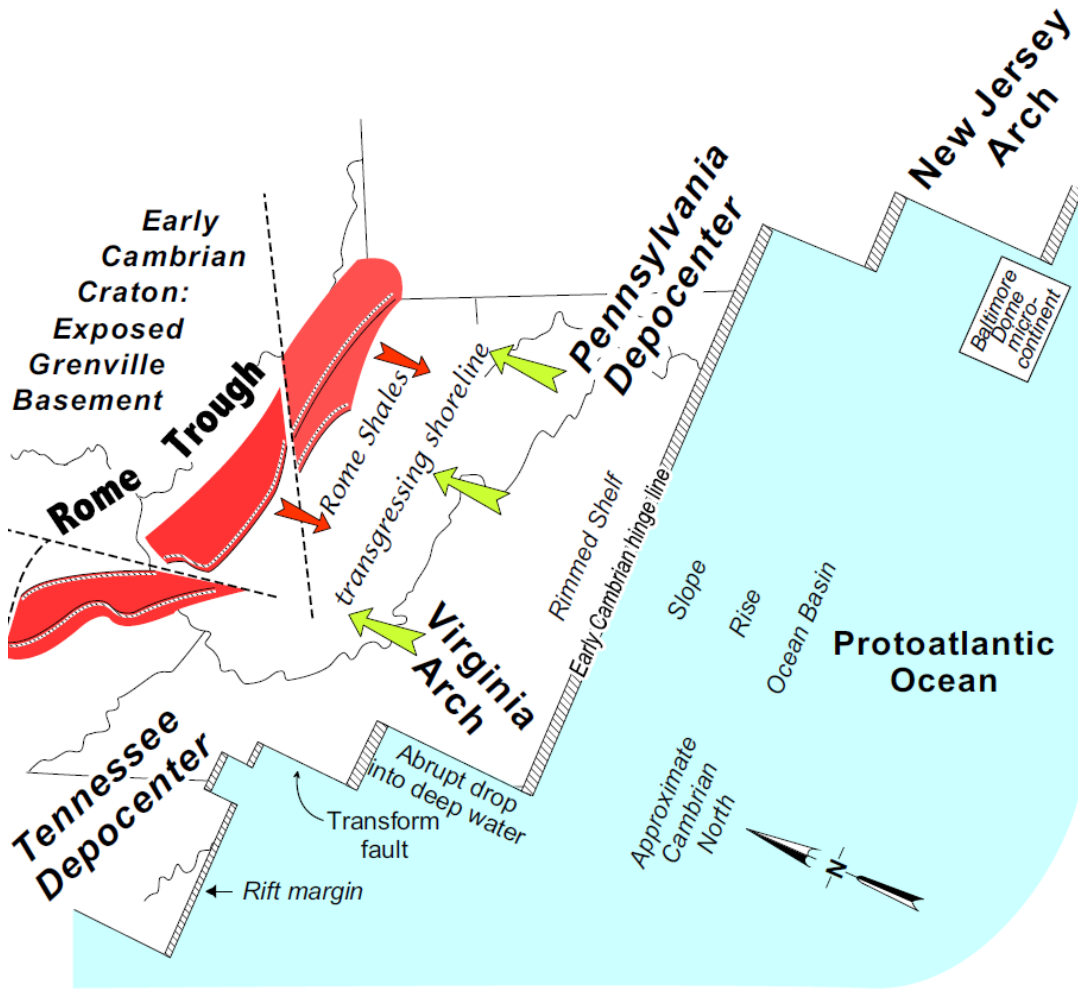 New Jersey
Arch
Early
Cambrian
Craton:
Exposed
Grenville
Basement
Pennsylvania
Depocenter
Baltimore
Dome
micro-
continent
Rome Trough
Rome Shales
transgressing shoreline
Rimmed Shelf
Early Cambrian hinge line
Slope
Rise
Ocean Basin
Protoatlantic
Ocean
Virginia
Arch
Tennessee
Depocenter
Abrupt drop
into deep water
Transform
fault
Rift margin
Approximate
Cambrian
North
N